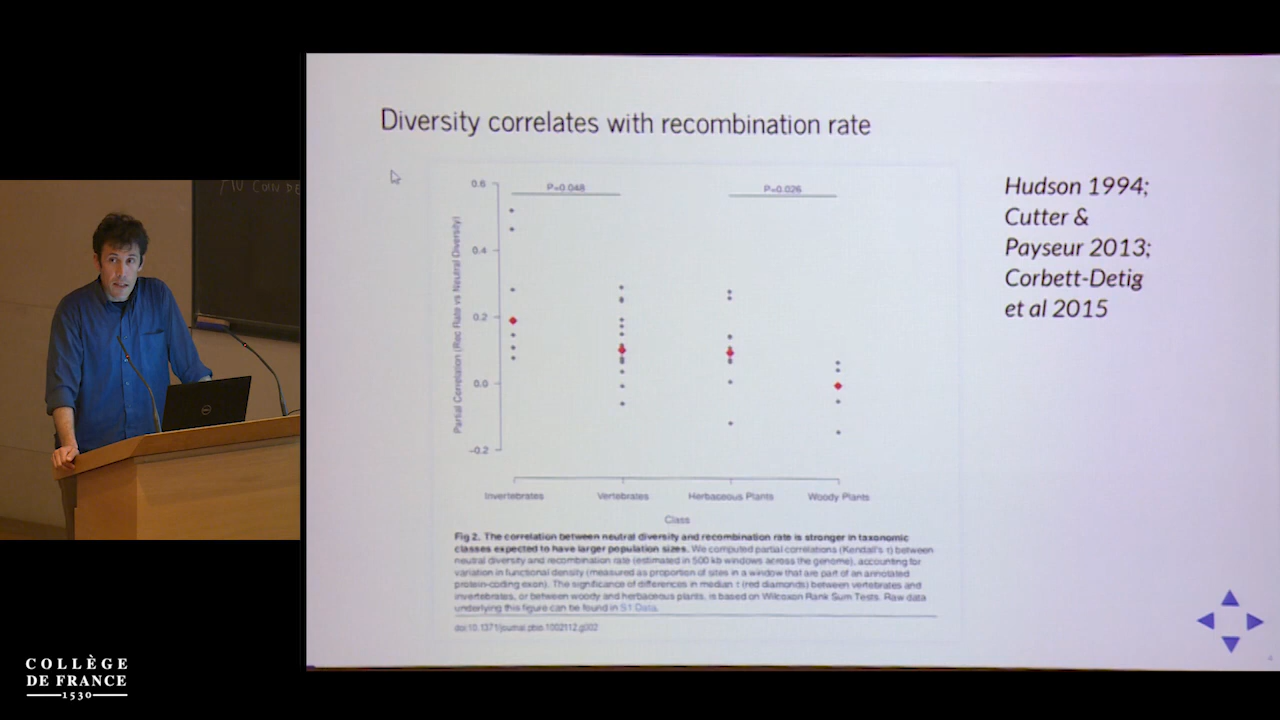 Diversity correlates with recombination rate
P=0.048
P=0.026
0.6
0.4
0.2
0.0
−0.2
Partial Correlation (Rec Rate vs Neutral Diversity)
Invertebrates Vertebrates Herbaceous Plants Woody Plants
Class
Fig 2. The correlation between neutral diversity and recombination rate is stronger in taxonomic
classes expected to have larger population sizes. We computed partial correlations (Kendall's τ) between
neutral diversity and recombination rate (estimated in 500 kb windows across the genome), accounting for
variation in functional density (measured as proportion of sites in a window that are part of an annotated
protein-coding exon). The significance of differences in median τ (red diamonds) between vertebrates and
invertebrates, or between woody and herbaceous plants, is based on Wilcoxon Rank Sum Tests. Raw data
underlying this figure can be found in S1 Data.
doi:10.1371/journal.pbio.1002112.g002
Hudson 1994;
Cutter &
Payseur 2013;
Corbett-Detig
et al 2015
COLLÈGE
DE FRANCE
1530